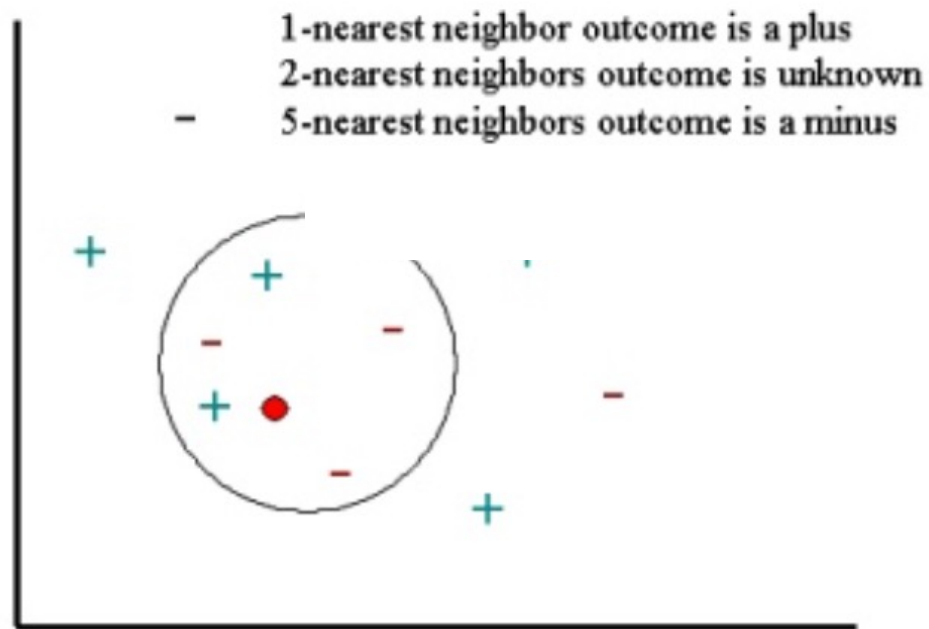 1-nearest neighbor outcome is a plus
2-nearest neighbors outcome is unknown
5-nearest neighbors outcome is a minus